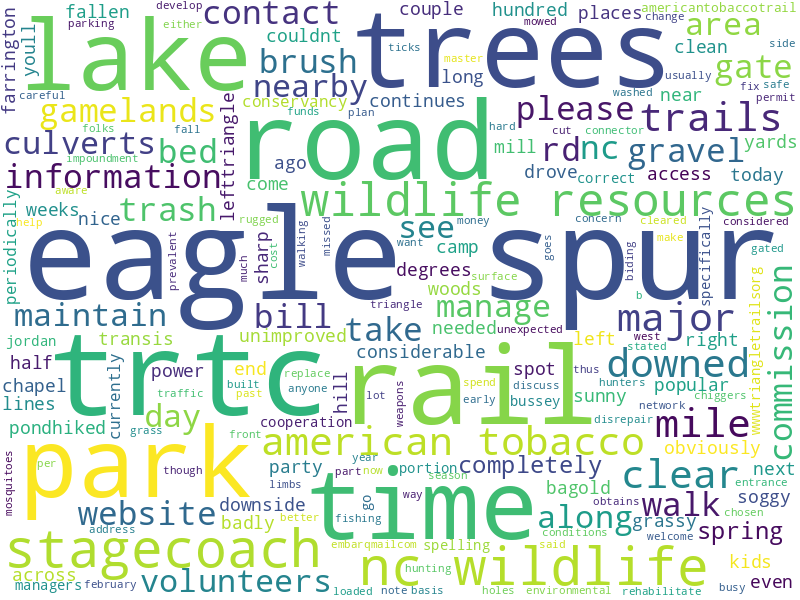 fallen contact couple hundred places americantobaccotrail
develop either mowed change
parking
farrington youll lake trees
couldnt ticks clean area side
master
careful brush nearby long washed usually fix safe
gamelands conservancy continues near gate permit
folks funds plan hard cut connector
culverts fall road please trails yards
impoundment bed ago mill rd nc gravel
information lefttriangle come drove correct access today
periodically weeks nice trash wildlife resources
aware help rugged cost walking missed see camp concern cleared make considered
eagle spur
prevalent much sharp want goes biding b specifically gated
degrees surface
maintain bill triangle woods manage major commission
unexpected needed
jordan transis unimproved take left west stated right
half power end considerable thus
chapel currently trtc rail spot discuss hunters downed popular
lines built replace anyone bussey sunny network chiggers
traffic past hill lot weapons spend early disrepair wwwtriangletrailsorg
pondhiked day cooperation mile
grass front american tobacco obviously
park party year part now portion completely next
mosquitoes per though limbs season clear entrance
website downside go way bagold walk soggy
address badly better fishing time along grassy spring
conditions obtains welcome
stagecoach embarqmailcom spelling said chosen
across hunting nc wildlife kids
managers february volunteers loaded note basis holes environmental rehabilitate busy even